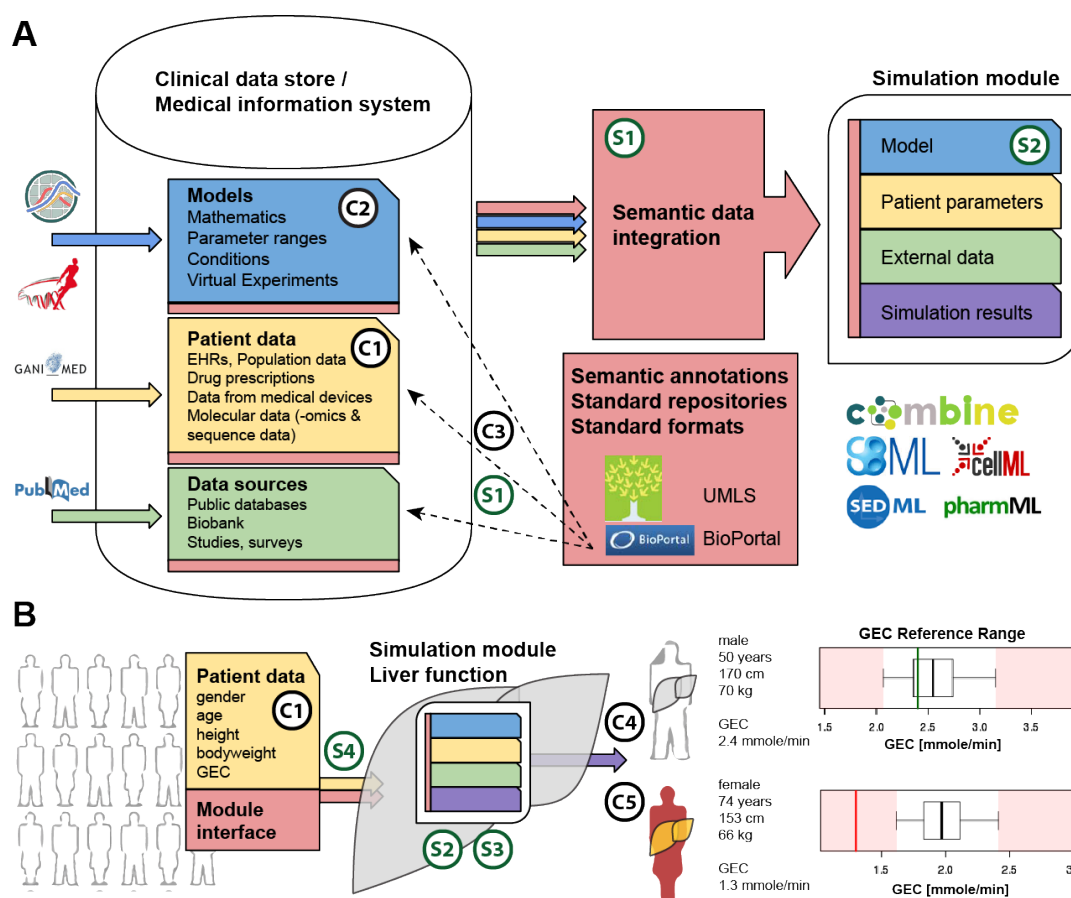 A
Clinical data store /
Medical information system
Models
C2
Mathematics
Parameter ranges
Conditions
Virtual Experiments
GANI MED
Patient data
C1
EHRs, Population data
Drug prescriptions
Data from medical devices
Molecular data (-omics &
sequence data)
PubMed
Data sources
Public databases
Biobank
Studies, surveys
C3
S1
S1
Semantic data
integration
Semantic annotations
Standard repositories
Standard formats
UMLS
BioPortal
BioPortal
Simulation module
Model
S2
Patient parameters
External data
Simulation results
combine
SBML
cellML
SED ML
pharmML
B
Patient data
gender
C1
age
height
bodyweight
GEC
Module
interface
S4
Simulation module
Liver function
S2
S3
C4
C5
male
50 years
170 cm
70 kg
GEC
2.4 mmole/min
female
74 years
153 cm
66 kg
GEC
1.3 mmole/min
GEC Reference Range
1.5 2.0 2.5 3.0 3.5
GEC [mmole/min]
1.5 2.0 2.5 3.
GEC [mmole/min]